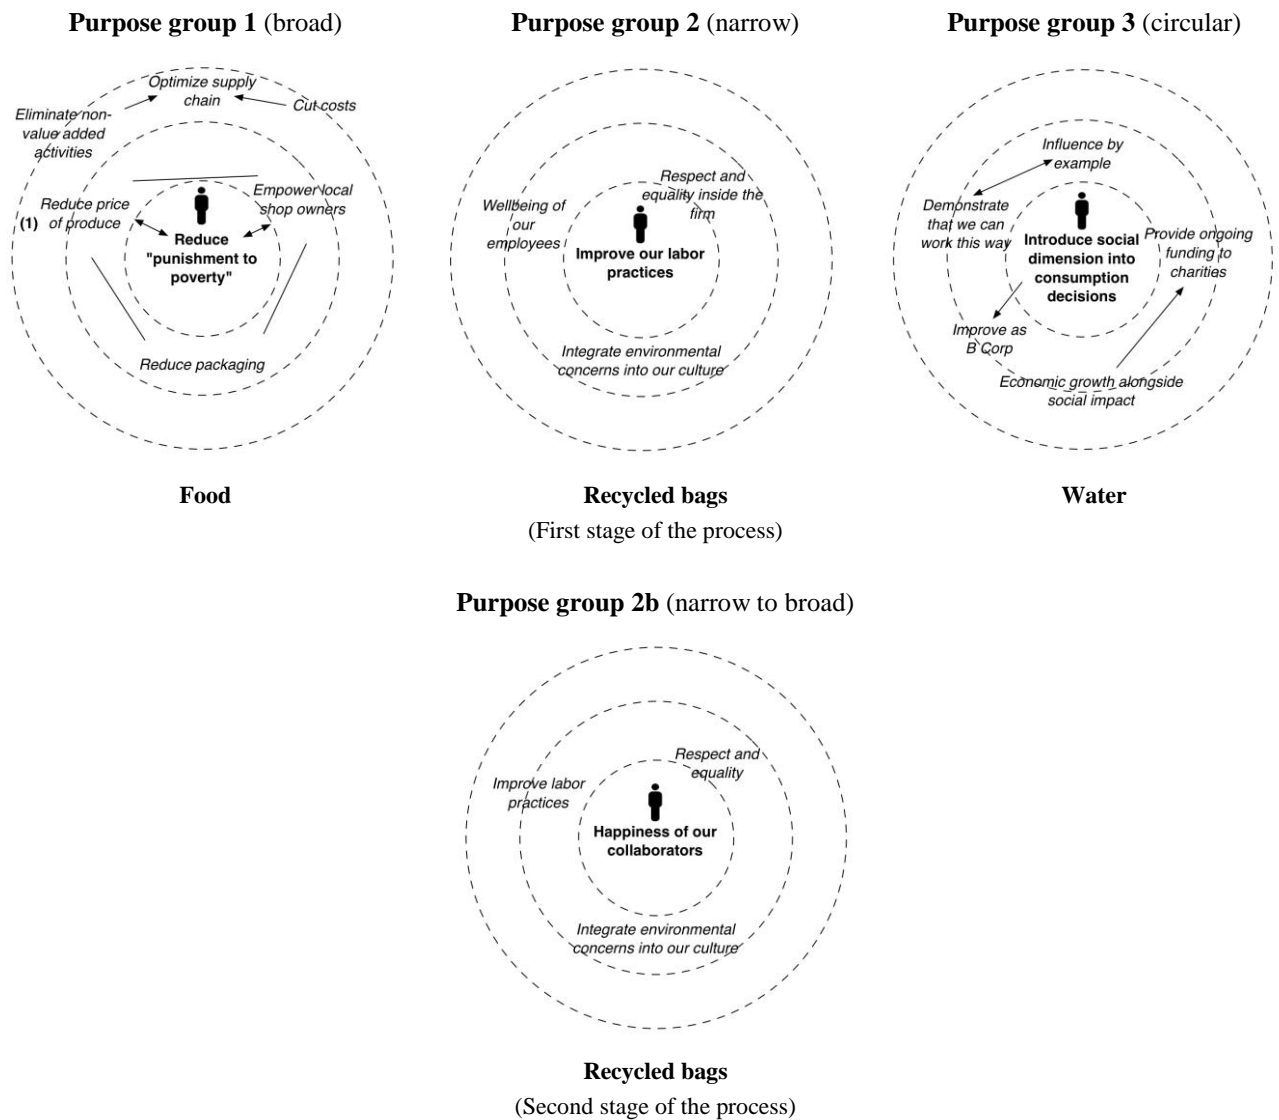 Purpose group 1 (broad)
Optimize supply
chain
Eliminate non-
value added
activities
Cut costs
Reduce price
of produce
(1)
Empower local
shop owners
Reduce
"punishment to
poverty"
Reduce packaging
Food
Purpose group 2 (narrow)
Respect and
equality inside the
firm
Wellbeing of
our
employees
Improve our labor
practices
Integrate environmental
concerns into our culture
Recycled bags
(First stage of the process)
Purpose group 3 (circular)
Influence by
example
Demonstrate
that we can
work this way
Introduce social
dimension into
consumption
decisions
Provide ongoing
funding to
charities
Improve as
B Corp
Economic growth alongside
social impact
Water
Purpose group 2b (narrow to broad)
Respect and
equality
Improve labor
practices
Happiness of our
collaborators
Integrate environmental
concerns into our culture
Recycled bags
(Second stage of the process)